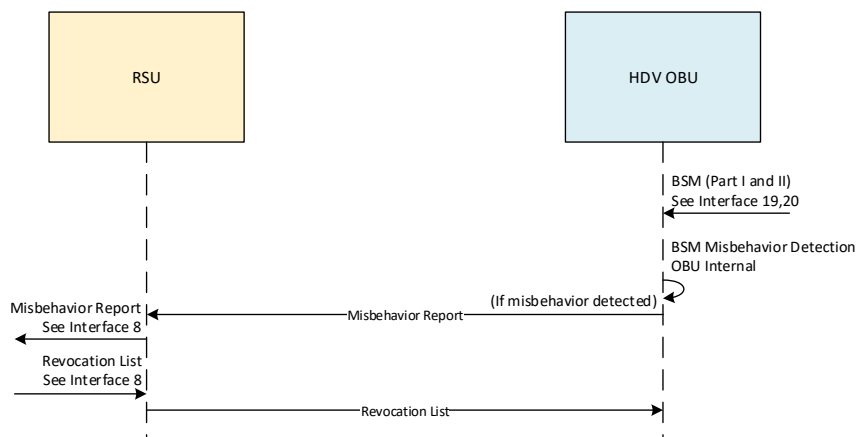 RSU
HDV OBU
BSM (Part I and II)
See Interface 19,20
BSM Misbehavior Detection
OBU Internal
(If misbehavior detected)
Misbehavior Report
Misbehavior Report
See Interface 8
Revocation List
See Interface 8
Revocation List